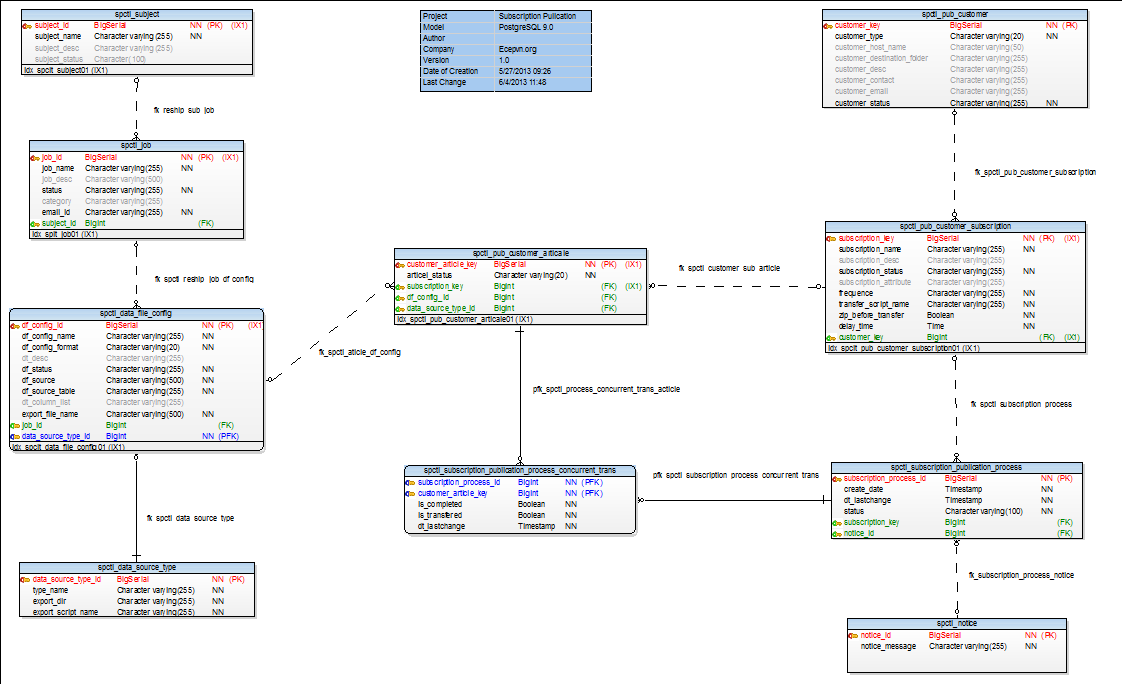 spctl_subject
subject_id BigSerial NN (PK) (IX1)
subject_name Character varying(255) NN
subject_desc Character varying(255)
subject_status Character(100)
idx_spclt_subject01 (IX1)
Project Subscription Pulication
Model PostgreSQL 9.0
Author
Company Ecepvn.org
Version 1.0
Date of Creation 5/27/2013 09:26
Last Change 6/4/2013 11:48
spctl_pub_customer
customer_key BigSerial NN (PK)
customer_type Character varying(20) NN
customer_host_name Character varying(50)
customer_destination_folder Character varying(255)
customer_desc Character varying(255)
customer_contact Character varying(255)
customer_email Character varying(255)
customer_status Character varying(255) NN
fk_reship_sub_job
spctl_job
job_id BigSerial NN (PK) (IX1)
job_name Character varying(255) NN
job_desc Character varying(500)
status Character varying(255) NN
category Character varying(255)
email_id Character varying(255) NN
subject_id BigInt (FK)
idx_splt_job01 (IX1)
fk_spctl_pub_customer_subscription
fk_spctl_reship_job_df_config
spctl_pub_customer_articale
customer_article_key BigSerial NN (PK) (IX1)
articel_status Character varying(20) NN
subscription_key BigInt (FK) (IX1)
df_config_id BigInt (FK)
data_source_type_id BigInt (FK)
idx_spctl_pub_customer_articale01 (IX1)
fk_spctl_customer_sub_article
spctl_pub_customer_subscription
subscription_key BigSerial NN (PK) (IX1)
subscription_name Character varying(255) NN
subscription_desc Character varying(255)
subscription_status Character varying(255) NN
subscription_attribute Character varying(255)
frequence Character varying(255) NN
transfer_script_name Character varying(255) NN
zip_before_transfer Boolean NN
delay_time Time NN
customer_key BigInt (FK) (IX1)
idx_spclt_pub_customer_subscription01 (IX1)
spctl_data_file_config
df_config_id BigSerial NN (PK) (IX1
df_config_name Character varying(255) NN
df_config_format Character varying(20) NN
dt_desc Character varying(255)
df_status Character varying(255) NN
df_source Character varying(500) NN
df_source_table Character varying(255) NN
dt_column_list Character varying(255)
export_file_name Character varying(500) NN
job_id BigInt (FK)
data_source_type_id BigInt NN (PFK)
idx_spclt_data_file_config01 (IX1)
fk_spctl_aticle_df_config
pfk_spctl_process_concurrent_trans_acticle
fk_spctl_subscription_process
spctl_subscription_publication_process_concurrent_trans
subscription_process_id BigInt NN (PFK)
customer_article_key BigInt NN (PFK)
is_completed Boolean NN
is_transfered Boolean NN
dt_lastchange Timestamp NN
pfk_spctl_subscription_process_concurrent_trans
spctl_subscription_publication_process
subscription_process_id BigSerial NN (PK)
create_date Timestamp NN
dt_lastchange Timestamp NN
status Character varying(100) NN
subscription_key BigInt (FK)
notice_id BigInt (FK)
fk_spctl_data_source_type
spctl_data_source_type
data_source_type_id BigSerial NN (PK)
type_name Character varying(255) NN
export_dir Character varying(255) NN
export_script_name Character varying(255) NN
fk_subscription_process_notice
spctl_notice
notice_id BigSerial NN (PK)
notice_message Character varying(255) NN